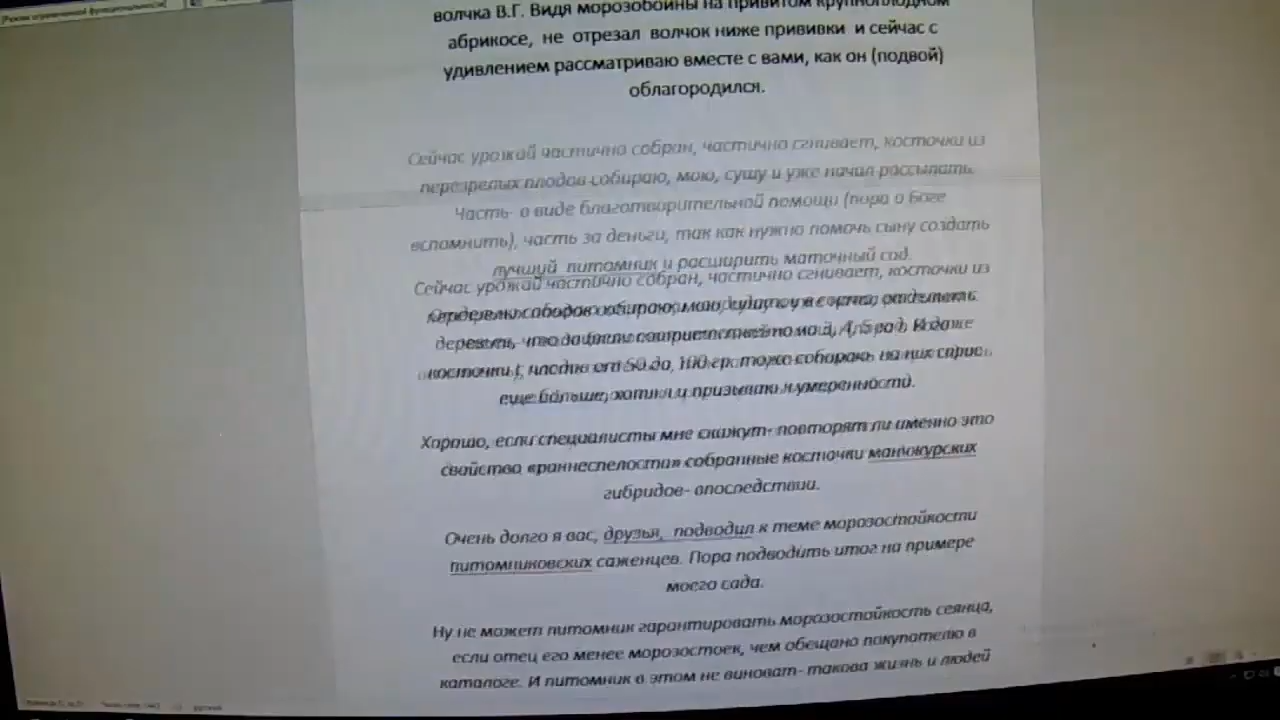 [Режим ограниченной функциональности]
волчка В.Г. Видя морозобоины на привитом крупноплодном
абрикосе, не отрезал волчок ниже прививки и сейчас с
удивлением рассматриваю вместе с вами, как он (подвой)
облагородился.
Сейчас урожай частично собран, частично сгнивает, косточки из
перезрелых плодов собираю, мою, сушу и уже начал рассылать.
Часть- в виде благотворительной помощи (пора о Боге
вспомнить), часть за деньги, так как нужно помочь сыну создать
лучший питомник и расширить маточный сад.
Сейчас урожай частично собран, частично сгнивает, косточки из
еще больше, хотя и призываю к умеренности.
Хорошо, если специалисты мне скажут- повторят ли именно это
свойство «раннеспелости» собранные косточки манчжурских
гибридов- впоследствии.
Очень долго я вас, друзья, подводил к теме морозостойкости
питомниковских саженцев. Пора подводить итог на примере
моего сада.
Ну не может питомник гарантировать морозостойкость сеянца,
если отец его менее морозостоек, чем обещано покупателю в
каталоге. И питомник в этом не виноват- такова жизнь и людей